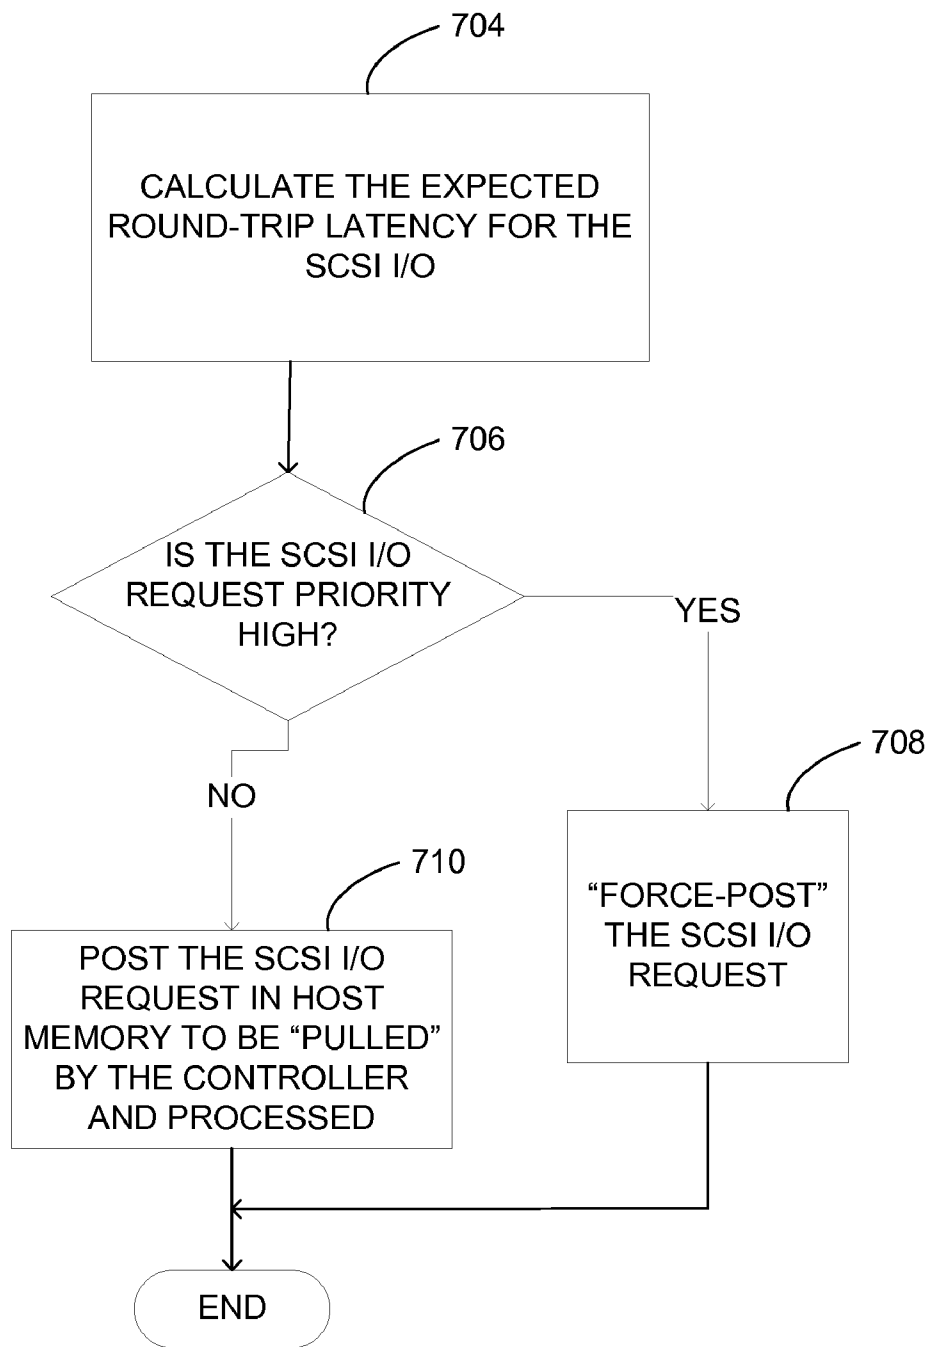 704
CALCULATE THE EXPECTED
ROUND-TRIP LATENCY FOR THE
SCSI I/O
706
IS THE SCSI I/O
REQUEST PRIORITY
HIGH?
YES
NO
708
"FORCE-POST"
THE SCSI I/O
REQUEST
710
POST THE SCSI I/O
REQUEST IN HOST
MEMORY TO BE "PULLED"
BY THE CONTROLLER
AND PROCESSED
END